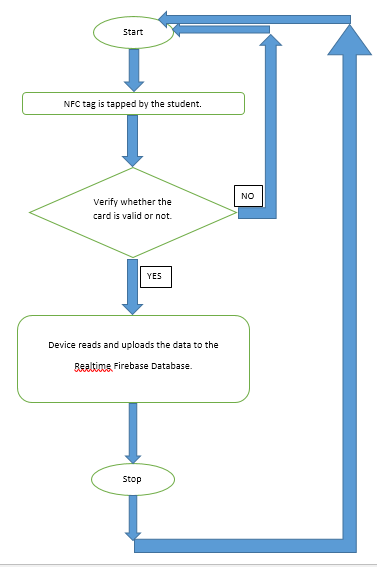 Start
NFC tag is tapped by the student.
Verify whether the
card is valid or not.
NO
YES
Device reads and uploads the data to the
Realtime Firebase Database.
Stop